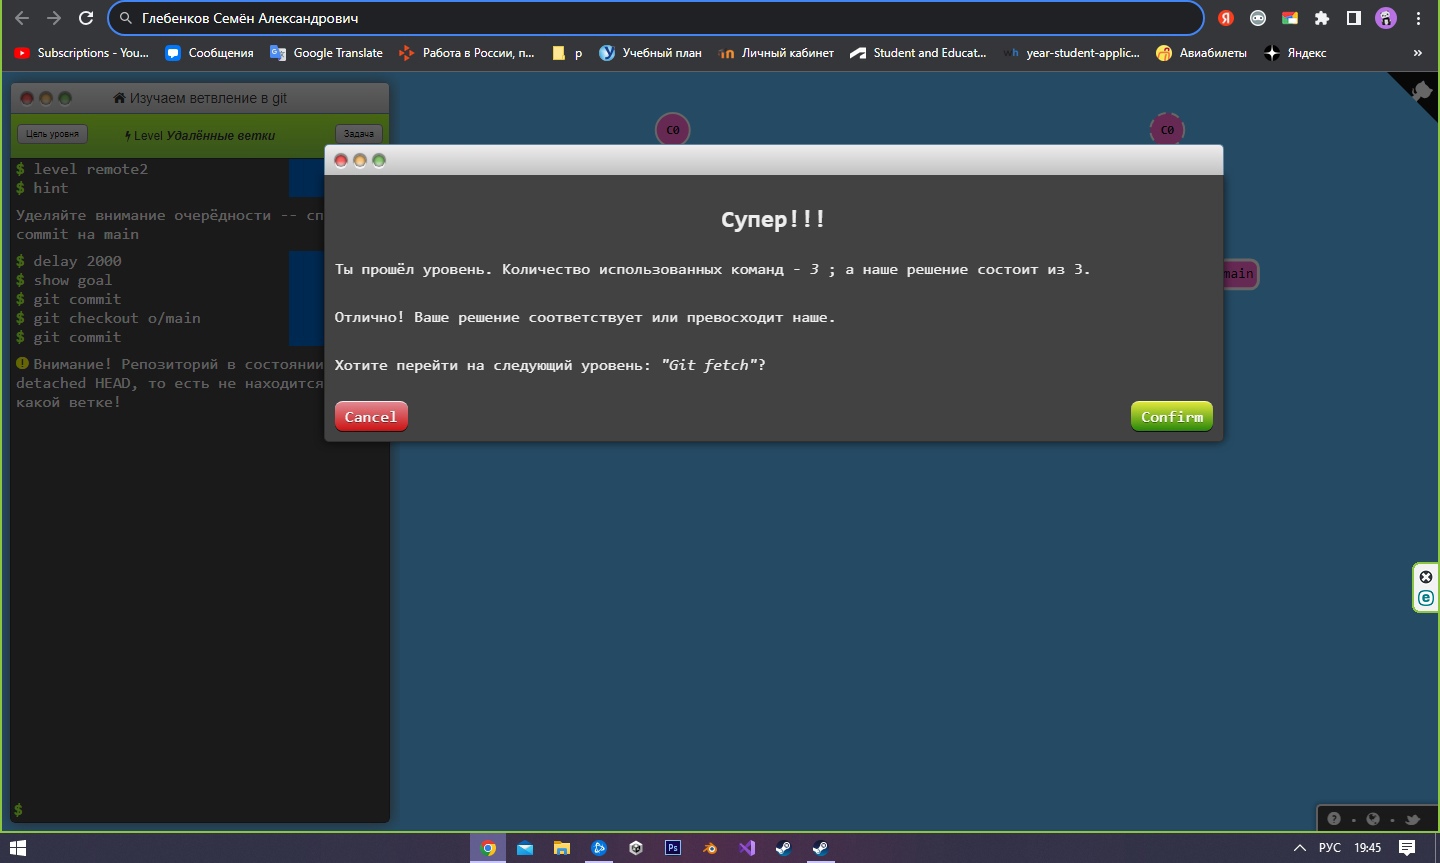 Глебенков Семён Александрович
Subscriptions - You...
Сообщения
Google Translate
Работа в России, п...
р
Учебный план
Личный кабинет
Student and Educat...
year-student-applic...
Авиабилеты
Яндекс
»
Изучаем ветвление в git
Цель уровня
Level Удалённые ветки
Задача
$ level remote2
$ hint
Уделяйте внимание очерёдности -- сп
commit на main
$ delay 2000
$ show goal
$ git commit
$ git checkout o/main
$ git commit
Внимание! Репозиторий в состоянии
detached HEAD, то есть не находится
какой ветке!
$
C0
C0
main
Супер!!!
Ты прошёл уровень. Количество использованных команд - 3 ; а наше решение состоит из 3.
Отлично! Ваше решение соответствует или превосходит наше.
Хотите перейти на следующий уровень: "Git fetch"?
Cancel
Confirm
РУС
19:45